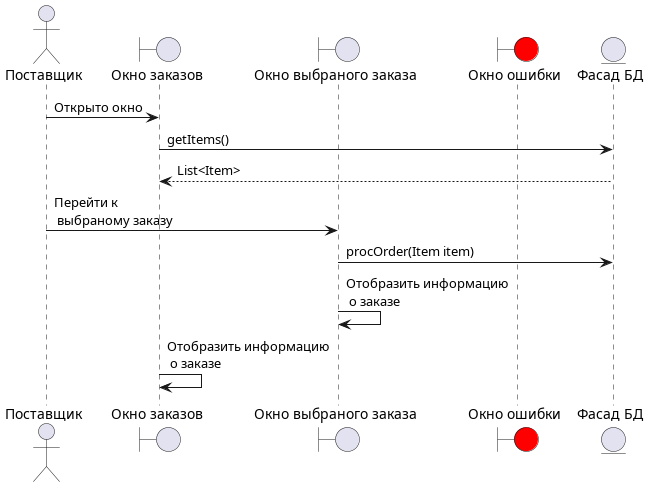 Поставщик
Окно заказов
Окно выбраного заказа
Окно ошибки
Фасад БД
Открыто окно
getItems()
List<Item>
Перейти к
выбраному заказу
procOrder(Item item)
Отобразить информацию
о заказе
Отобразить информацию
о заказе
Поставщик
Окно заказов
Окно выбраного заказа
Окно ошибки
Фасад БД